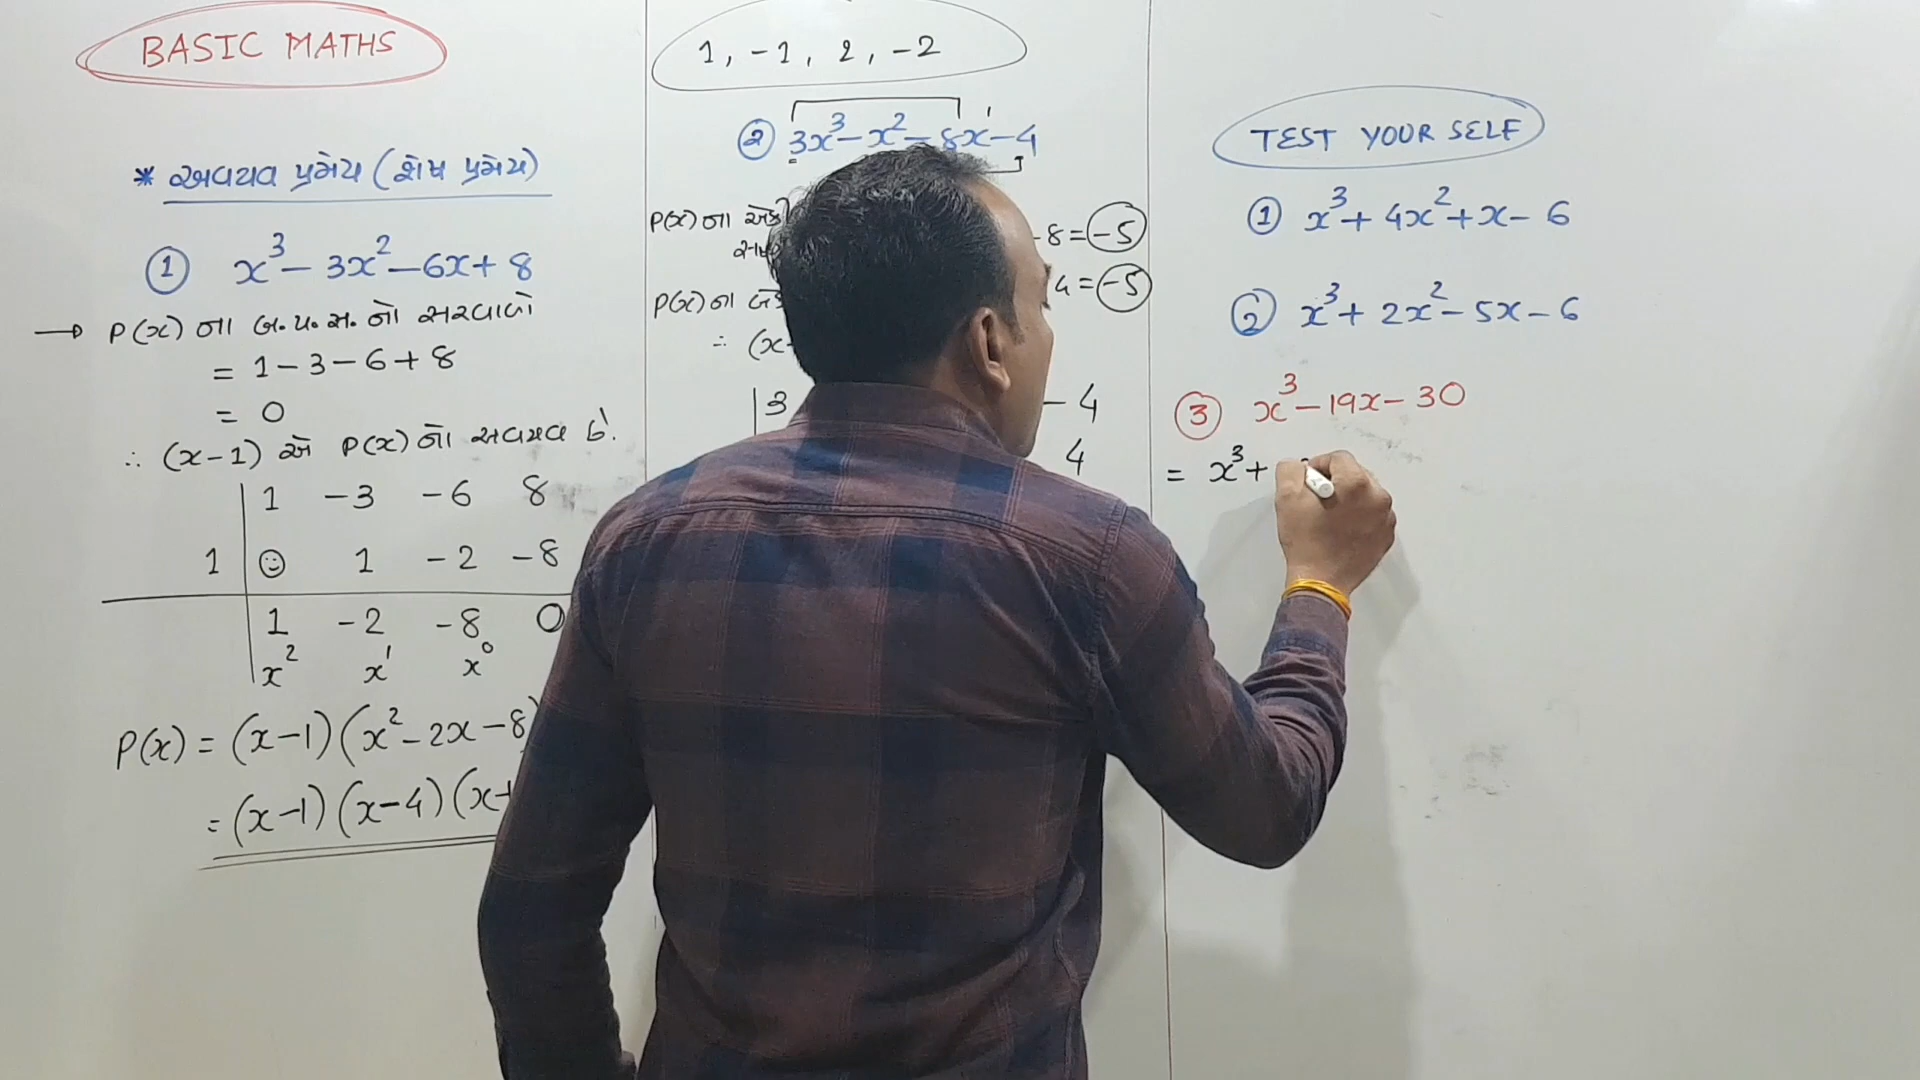 BASIC MATHS
* અવયવ પ્રમેય (શેષ પ્રમેય)
① x³ – 3x² – 6x + 8
→ P(x) ના સ.પ.સ. નો સરવાળો
= 1 – 3 – 6 + 8
= 0
∴ (x–1) એ P(x) નો અવયવ છે.
1 –3 –6 8
1 ☺ 1 –2 –8
1 –2 –8 0
x² x¹ x⁰
P(x) = (x–1)(x² – 2x – 8)
= (x–1)(x–4)(x+
1, –1, 2, –2
② 3x³ – x² – 8x – 4
P(x) ના
– 8 = –5
P(x) ના
4 = –5
∴ (x
3 – 4
4
TEST YOUR SELF
① x³ + 4x² + x – 6
② x³ + 2x² – 5x – 6
③ x³ – 19x – 30
= x³ +